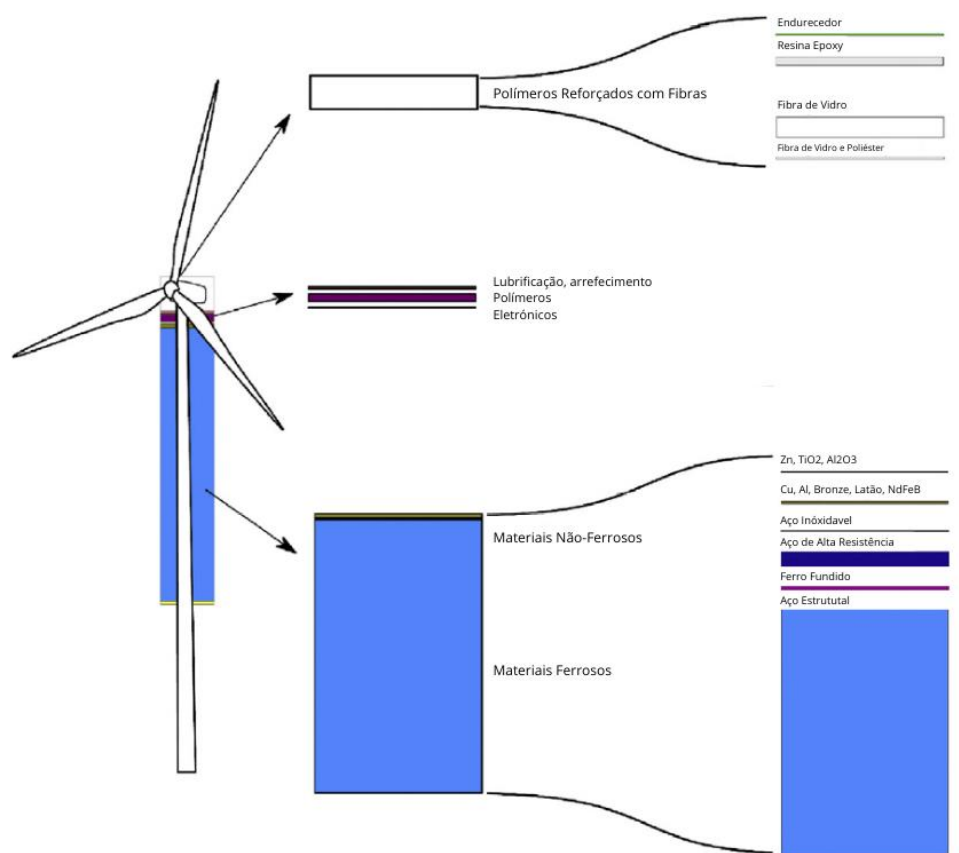 Endurecedor
Resina Epoxy
Polímeros Reforçados com Fibras
Fibra de Vidro
Fibra de Vidro e Poliéster
Lubrificação, arrefecimento
Polímeros
Eletrónicos
Zn, TiO2, Al2O3
Cu, Al, Bronze, Latão, NdFeB
Aço Inóxidavel
Materiais Não-Ferrosos
Aço de Alta Resistência
Ferro Fundido
Aço Estrututal
Materiais Ferrosos